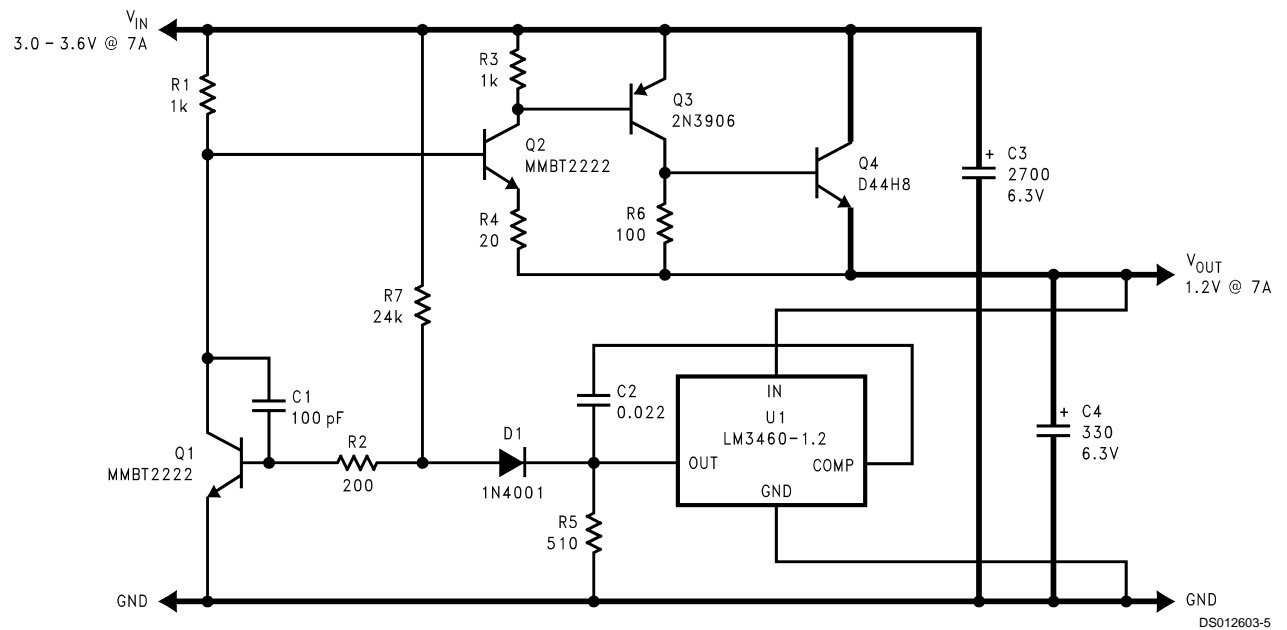 VIN
3.0 – 3.6V @ 7A
R1
1k
R3
1k
Q3
2N3906
Q2
MMBT2222
Q4
D44H8
+ C3
2700
6.3V
R4
20
R6
100
VOUT
1.2V @ 7A
R7
24k
C1
100 pF
C2
0.022
IN
U1
LM3460-1.2
OUT
COMP
GND
+ C4
330
6.3V
Q1
MMBT2222
R2
200
D1
1N4001
R5
510
GND
GND
DS012603-5